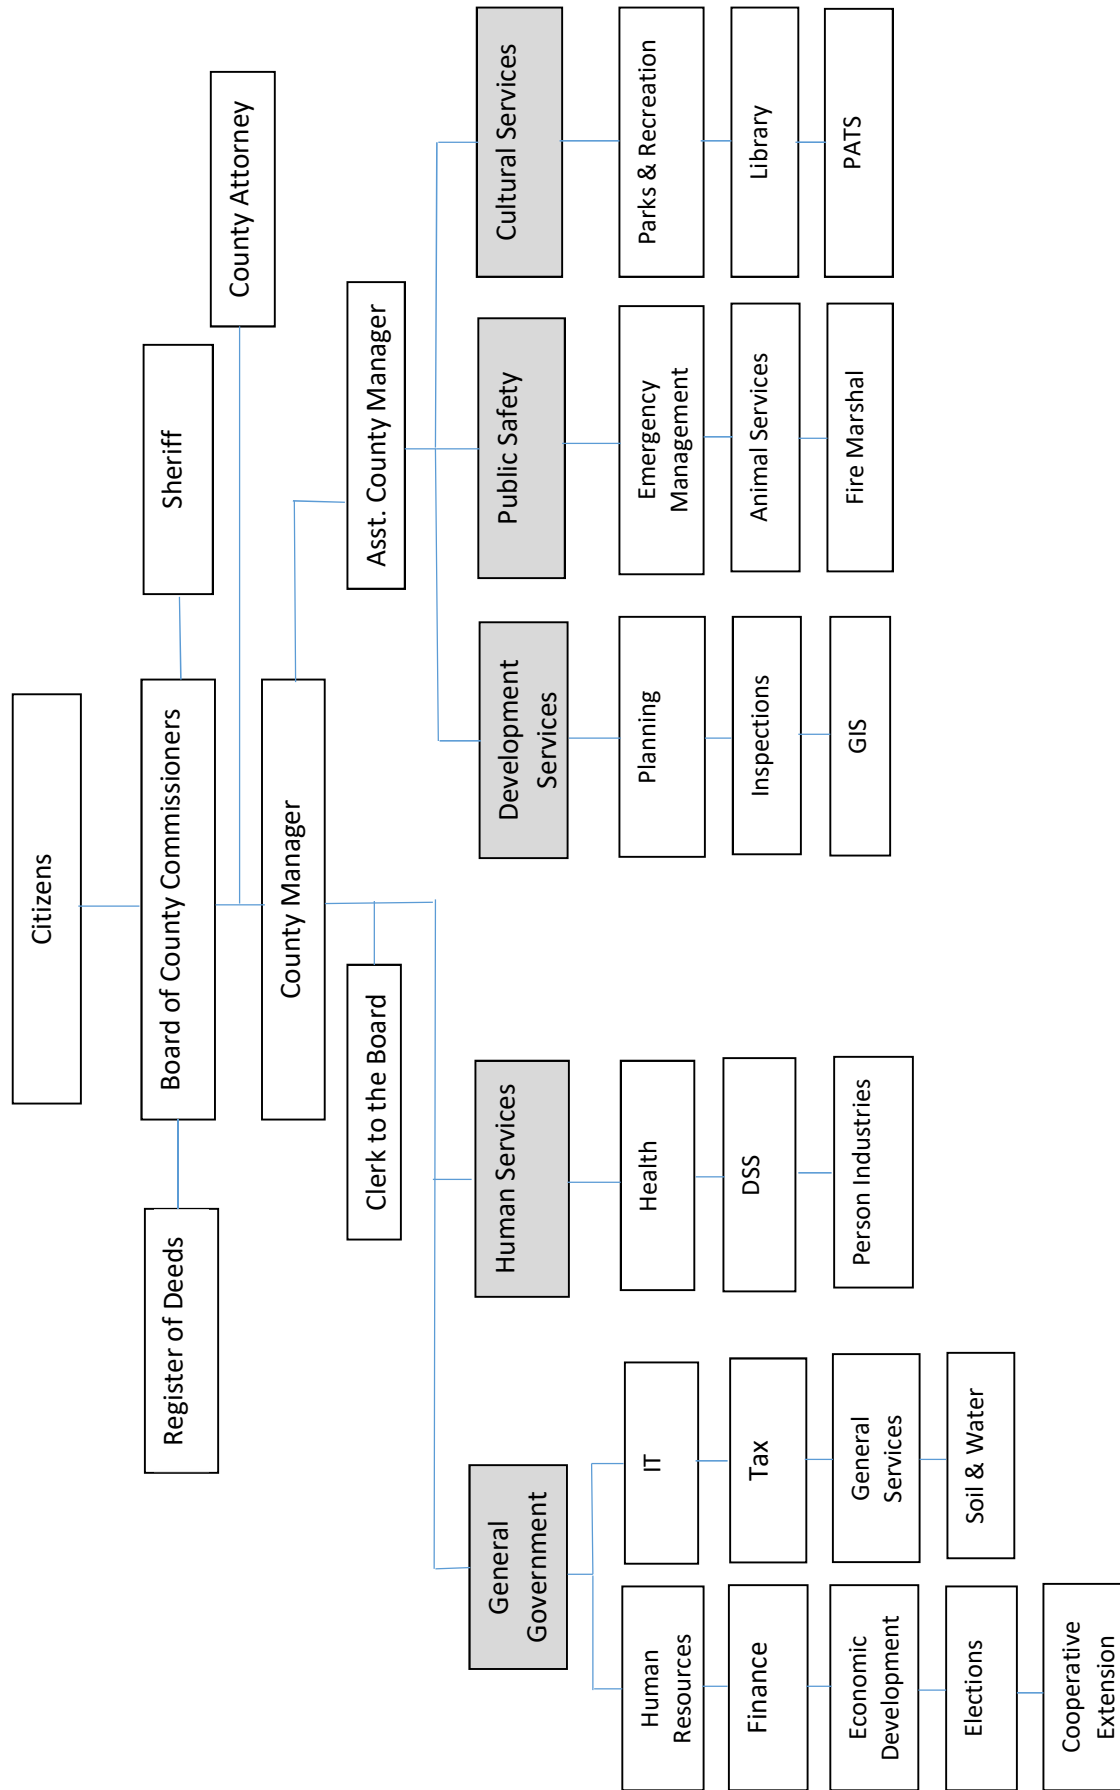 Citizens
Register of Deeds
Board of County Commissioners
Sheriff
County Attorney
County Manager
Clerk to the Board
Asst. County Manager
General
Government
Human Services
Development
Services
Public Safety
Cultural Services
Human
Resources
Finance
Economic
Development
Elections
Cooperative
Extension
IT
Tax
General
Services
Soil & Water
Health
DSS
Person Industries
Planning
Inspections
GIS
Emergency
Management
Animal Services
Fire Marshal
Parks & Recreation
Library
PATS